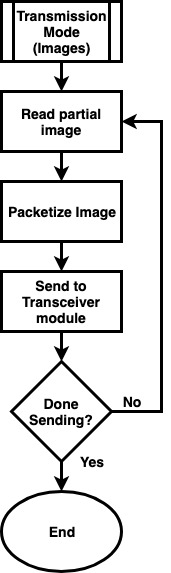 Transmission
Mode
(Images)
Read partial
image
Packetize Image
Send to
Transceiver
module
Done
Sending?
No
Yes
End